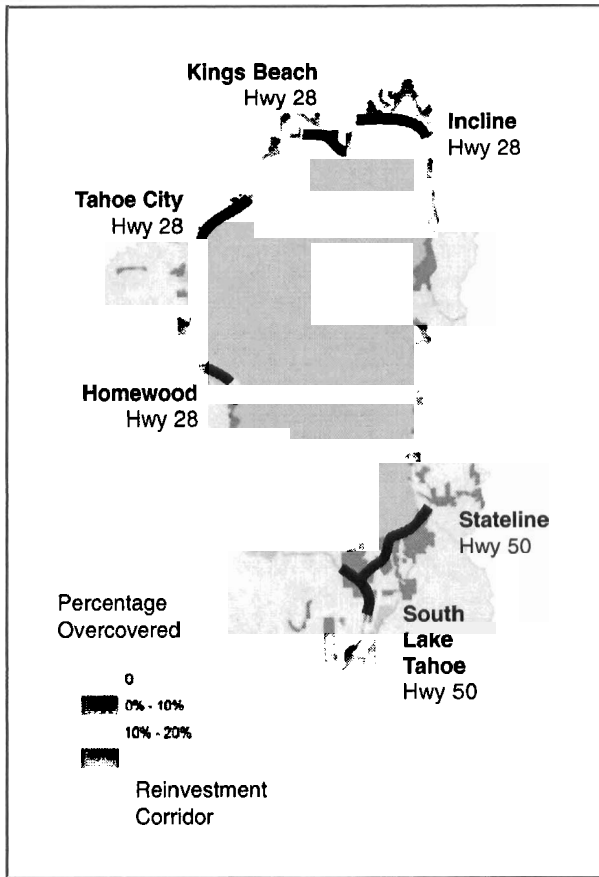 Kings Beach
Hwy 28
Incline
Hwy 28
Tahoe City
Hwy 28
Homewood
Hwy 28
Stateline
Hwy 50
South
Lake
Tahoe
Hwy 50
Percentage
Overcovered
0
0% - 10%
10% - 20%
Reinvestment
Corridor